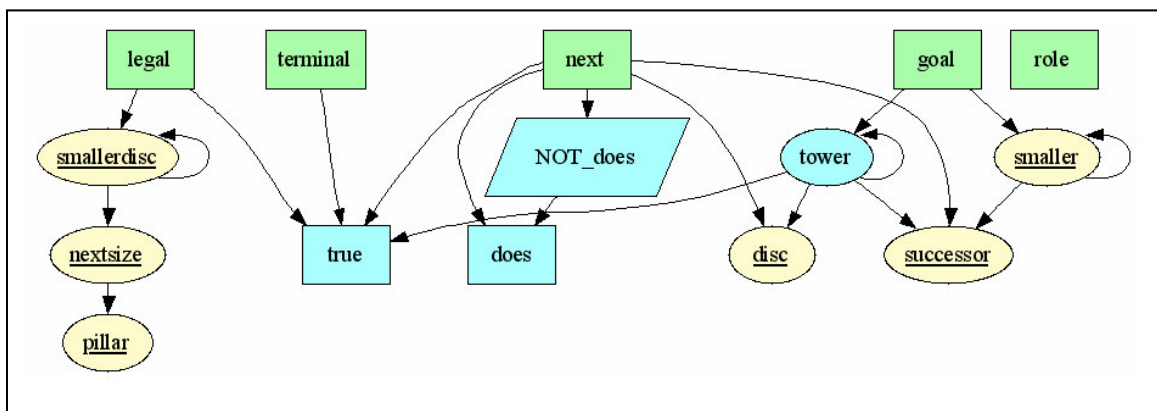 legal terminal next goal role
smallerdisc NOT_does tower smaller
nextsize true does disc successor
pillar